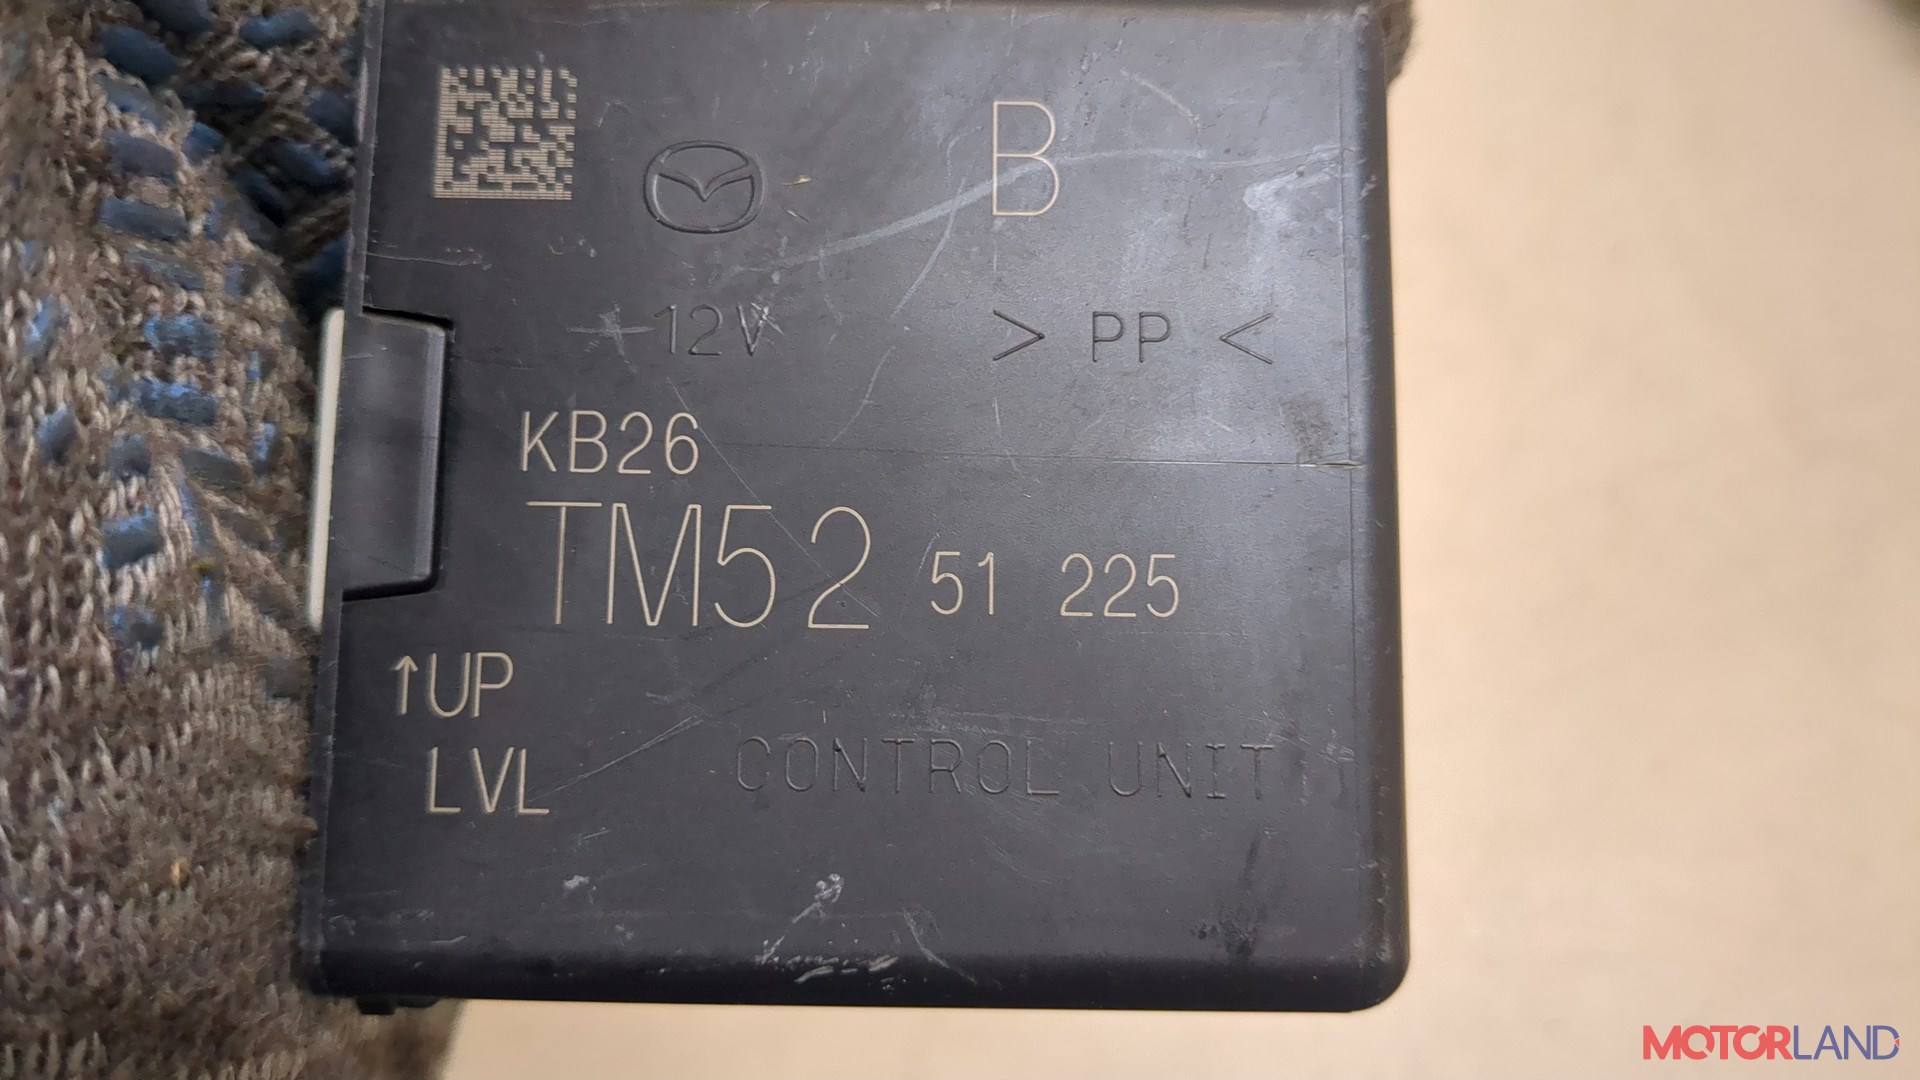 B
12V
> PP <
KB26
TM52 51 225
↑UP
LVL
CONTROL UNIT
MOTORLAND